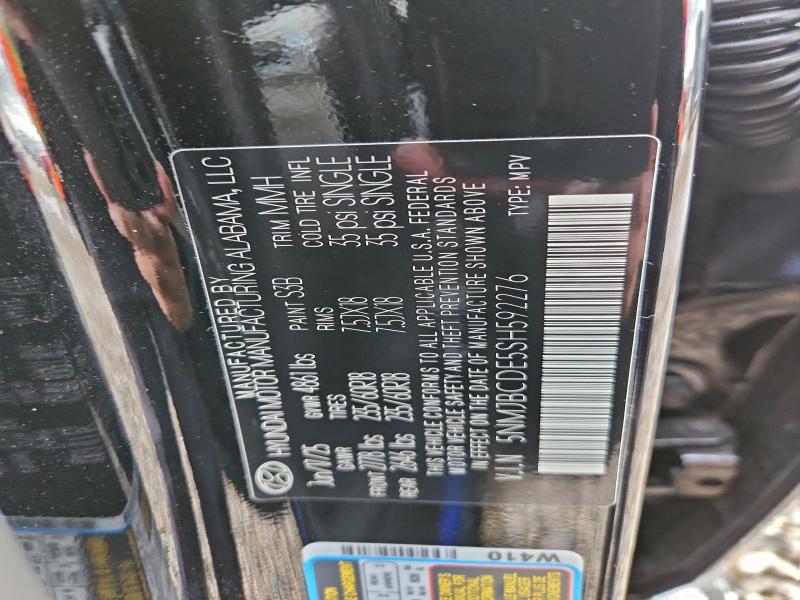 MANUFACTURED BY
HYUNDAI MOTOR MANUFACTURING ALABAMA, LLC
GVWR 4861 lbs PAINT S3B TRIM MMH
GAWR TIRES RIMS COLD TIRE INFL
FRONT 2778 lbs 235/60R18 7.5JX18 35 psi SINGLE
REAR 2646 lbs 235/60R18 7.5JX18 35 psi SINGLE
THIS VEHICLE CONFORMS TO ALL APPLICABLE U.S.A. FEDERAL
MOTOR VEHICLE SAFETY AND THEFT PREVENTION STANDARDS
IN EFFECT ON THE DATE OF MANUFACTURE SHOWN ABOVE
V.I.N 5NMJBCDE5SH592276
TYPE: MPV
W410